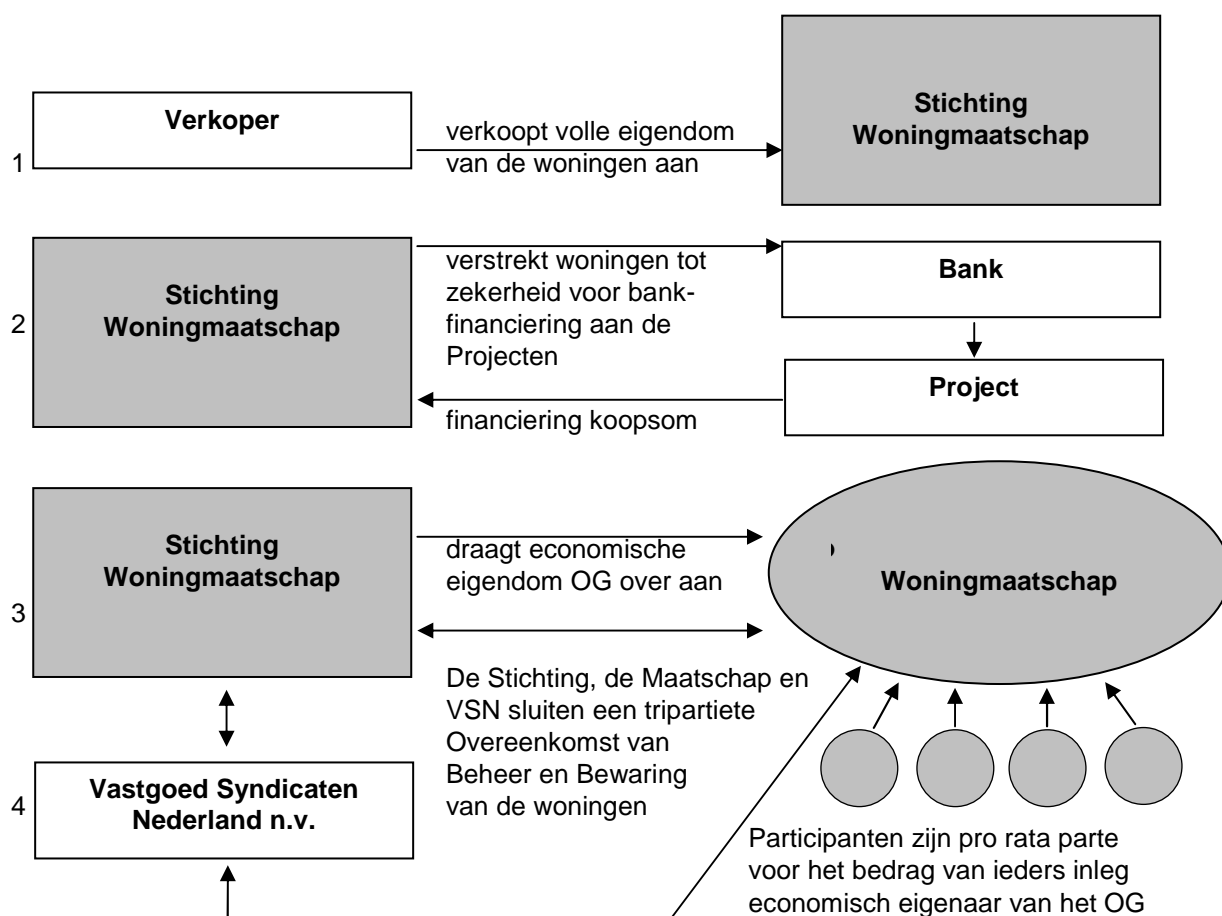 Verkoper
verkoopt volle eigendom
van de woningen aan
Stichting
Woningmaatschap
1
Stichting
Woningmaatschap
2
verstrekt woningen tot
zekerheid voor bank-
financiering aan de
Projecten
Bank
Project
financiering koopsom
Stichting
Woningmaatschap
3
draagt economische
eigendom OG over aan
Woningmaatschap
De Stichting, de Maatschap en
VSN sluiten een tripartiete
Overeenkomst van
Beheer en Bewaring
van de woningen
4
Vastgoed Syndicaten
Nederland n.v.
Participanten zijn pro rata parte
voor het bedrag van ieders inleg
economisch eigenaar van het OG